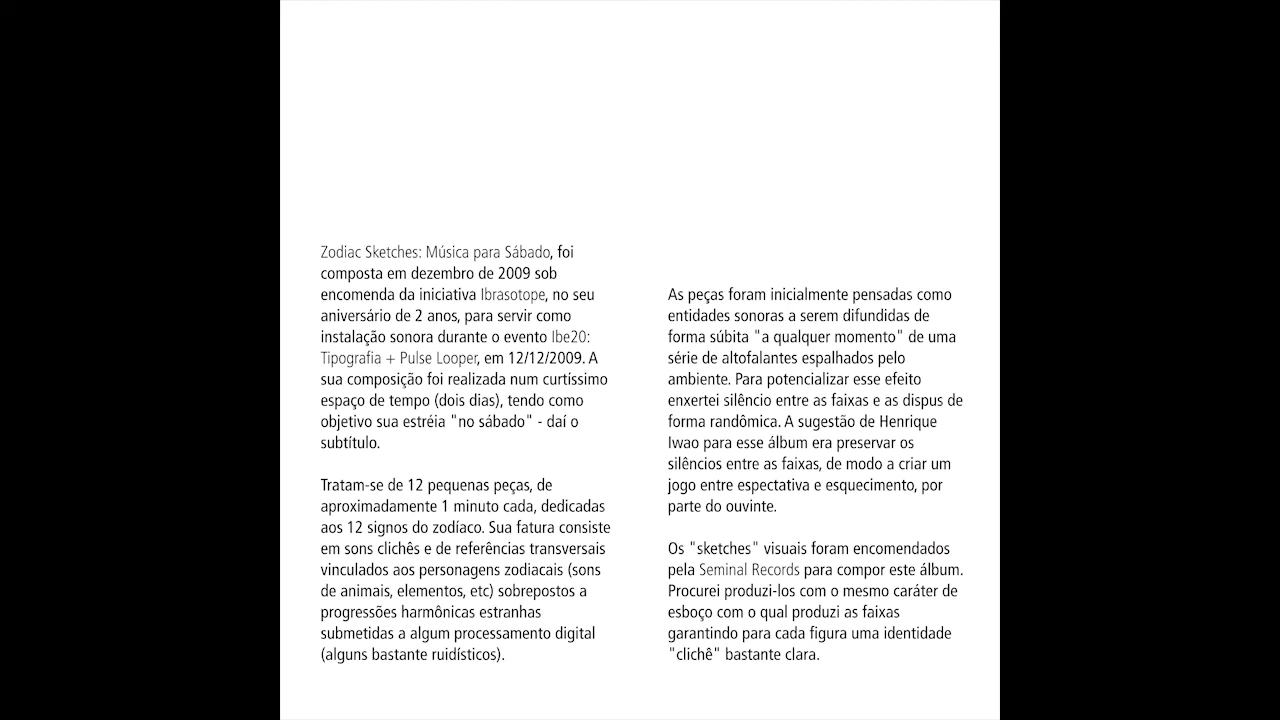 Zodiac Sketches: Música para Sábado, foi
composta em dezembro de 2009 sob
encomenda da iniciativa Ibrasotope, no seu
aniversário de 2 anos, para servir como
instalação sonora durante o evento Ibe20:
Tipografia + Pulse Looper, em 12/12/2009. A
sua composição foi realizada num curtíssimo
espaço de tempo (dois dias), tendo como
objetivo sua estréia "no sábado" - daí o
subtítulo.
Tratam-se de 12 pequenas peças, de
aproximadamente 1 minuto cada, dedicadas
aos 12 signos do zodíaco. Sua fatura consiste
em sons clichês e de referências transversais
vinculados aos personagens zodiacais (sons
de animais, elementos, etc) sobrepostos a
progressões harmônicas estranhas
submetidas a algum processamento digital
(alguns bastante ruidísticos).
As peças foram inicialmente pensadas como
entidades sonoras a serem difundidas de
forma súbita "a qualquer momento" de uma
série de altofalantes espalhados pelo
ambiente. Para potencializar esse efeito
enxertei silêncio entre as faixas e as dispus de
forma randômica. A sugestão de Henrique
Iwao para esse álbum era preservar os
silêncios entre as faixas, de modo a criar um
jogo entre espectativa e esquecimento, por
parte do ouvinte.
Os "sketches" visuais foram encomendados
pela Seminal Records para compor este álbum.
Procurei produzi-los com o mesmo caráter de
esboço com o qual produzi as faixas
garantindo para cada figura uma identidade
"clichê" bastante clara.